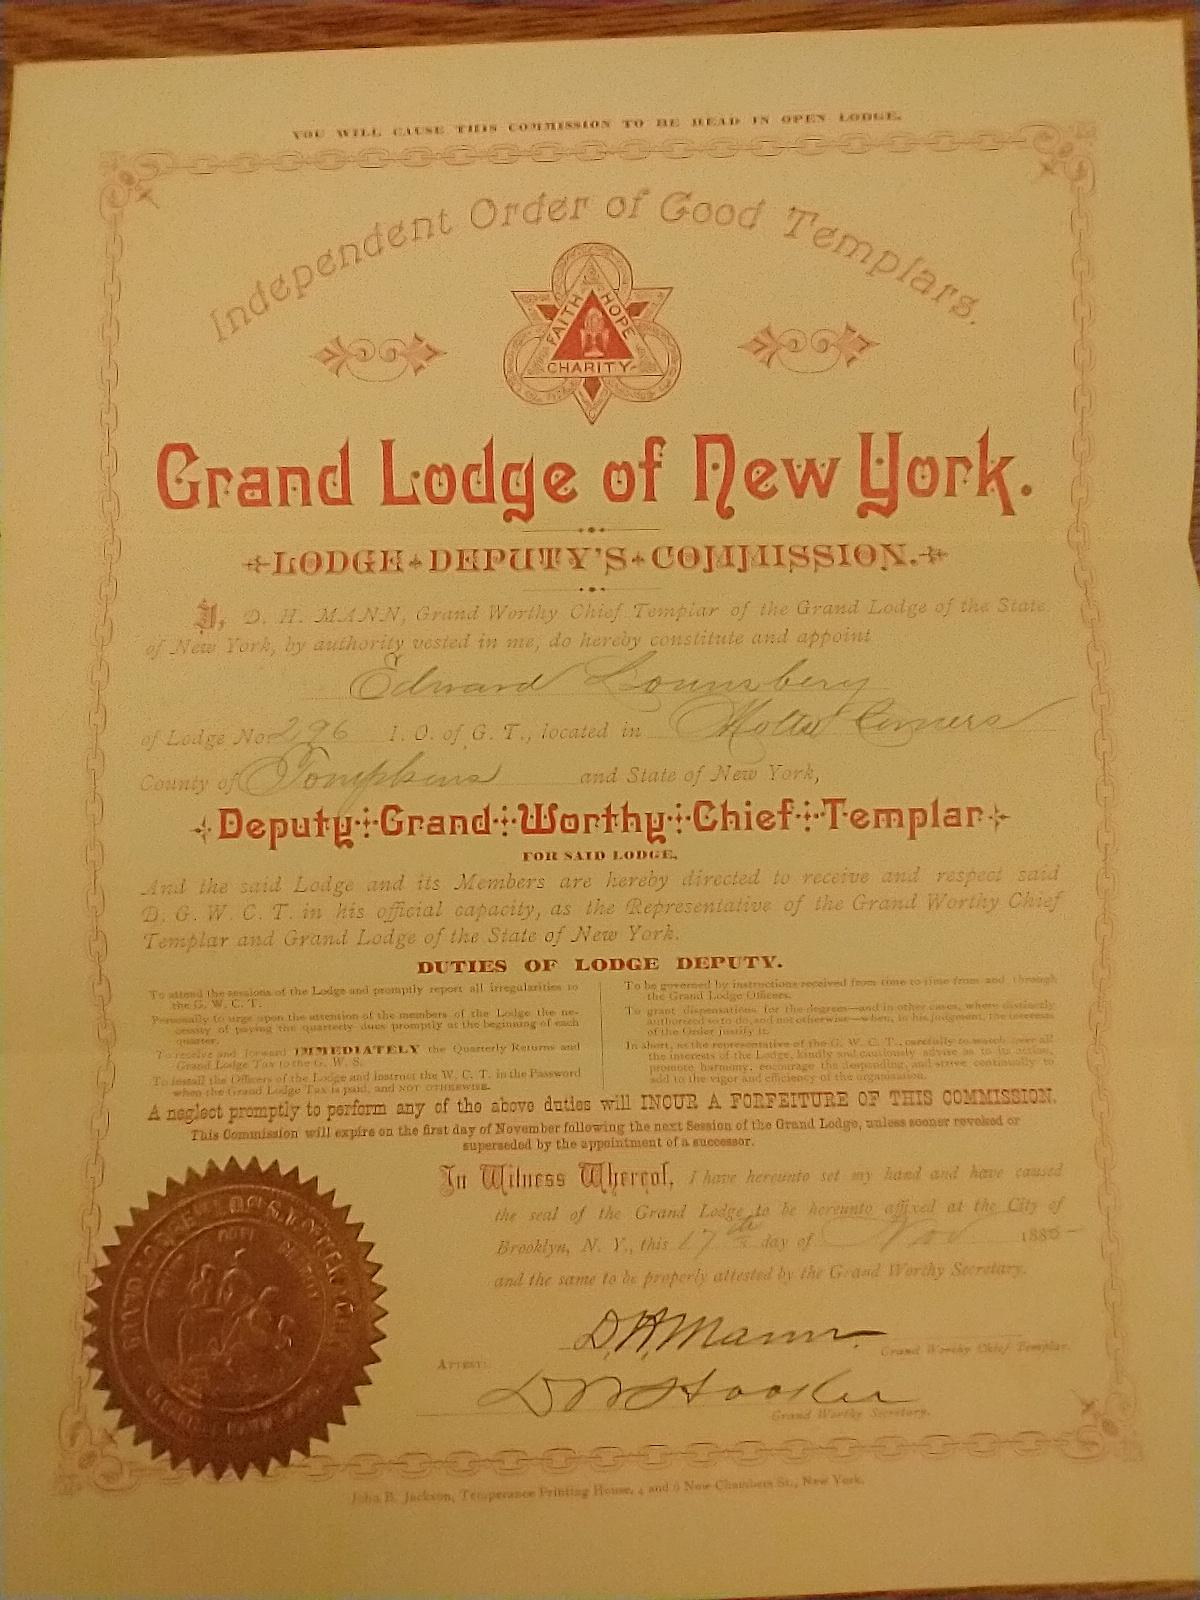 YOU WILL CAUSE THIS COMMISSION TO BE READ IN OPEN LODGE.
Independent Order of Good Templars.
FAITH HOPE
CHARITY
Grand Lodge of New York.
LODGE DEPUTY'S COMMISSION.
I, D. H. MANN, Grand Worthy Chief Templar of the Grand Lodge of the State
of New York, by authority vested in me, do hereby constitute and appoint
Edward Lounsbery
of Lodge No. 296 I. O. of G. T., located in Corners
County of Tompkins and State of New York,
Deputy Grand Worthy Chief Templar
FOR SAID LODGE,
And the said Lodge and its Members are hereby directed to receive and respect said
D. G. W. C. T. in his official capacity, as the Representative of the Grand Worthy Chief
Templar and Grand Lodge of the State of New York.
DUTIES OF LODGE DEPUTY.
To attend the sessions of the Lodge and promptly report all irregularities to
the G. W. C. T.
Personally to urge upon the attention of the members of the Lodge the ne-
cessity of paying the quarterly dues promptly at the beginning of each
quarter.
To receive and forward IMMEDIATELY the Quarterly Returns and
Grand Lodge Tax to the G. W. S.
To install the Officers of the Lodge and instruct the W. C. T. in the Password
when the Grand Lodge Tax is paid, and NOT OTHERWISE.
To be governed by instructions received from time to time from and through
the Grand Lodge Officers.
To grant dispensations for the degrees—and in other cases, where distinctly
authorized so to do, and not otherwise—when, in his judgment, the interests
of the Order justify it.
In short, as the representative of the G. W. C. T., carefully to watch over all
the interests of the Lodge, kindly and cautiously advise as to its action,
promote harmony, encourage the desponding, and strive continually to
add to the vigor and efficiency of the organization.
A neglect promptly to perform any of the above duties will INCUR A FORFEITURE OF THIS COMMISSION.
This Commission will expire on the first day of November following the next Session of the Grand Lodge, unless sooner revoked or
superseded by the appointment of a successor.
In Witness Whereof, I have hereunto set my hand and have caused
the seal of the Grand Lodge to be hereunto affixed at the City of
Brooklyn, N. Y., this 17th day of Nov 1885
and the same to be properly attested by the Grand Worthy Secretary.
D. H. Mann.
Grand Worthy Chief Templar.
ATTEST:
D W Hooker
Grand Worthy Secretary.
John B. Jackson, Temperance Printing House, 4 and 6 New Chambers St., New York.